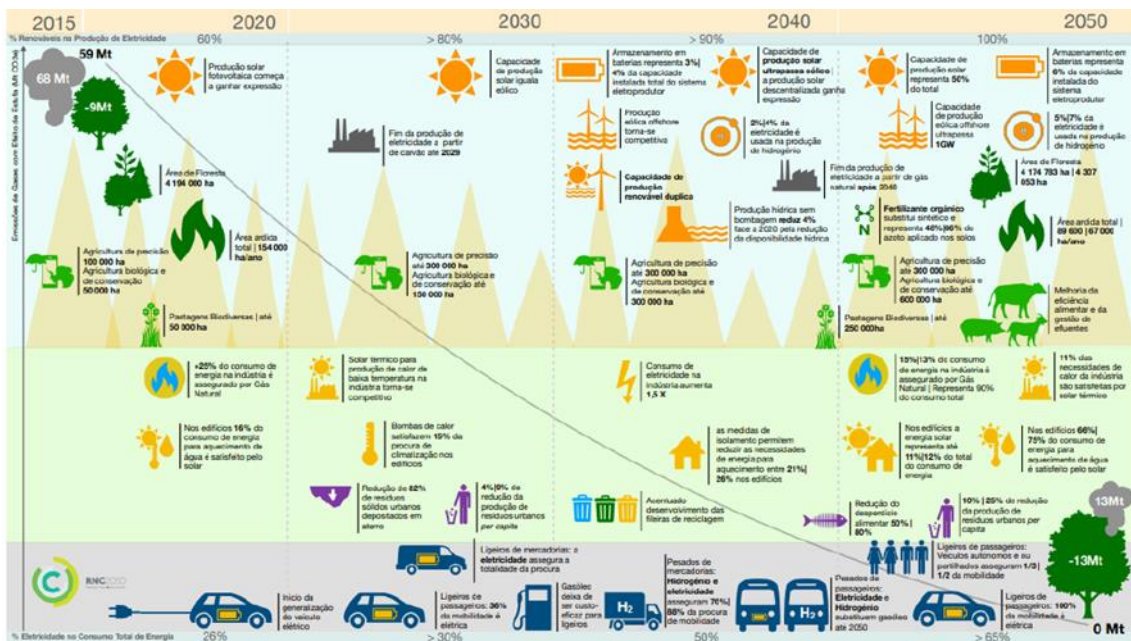 2015
2020
2030
2040
2050
% Renováveis na Produção de Eletricidade
60%
> 80%
> 90%
100%
59 Mt
68 Mt
-9Mt
Produção solar
fotovoltaica começa
a ganhar expressão
Capacidade
de produção
solar iguala
eólico
Armazenamento em
baterias representa 3%|
4% da capacidade
instalada total do sistema
eletroprodutor
Capacidade de
produção solar
ultrapassa eólico|
a produção solar
descentralizada ganha
expressão
Capacidade de
produção solar
representa 50%
do total
Armazenamento em
baterias representa
6% da capacidade
instalada do
sistema
eletroprodutor
Fim da produção de
eletricidade a partir
de carvão até 2029
Produção
eólica offshore
torna-se
competitiva
2%|4% da
eletricidade é
usada na produção
de hidrogénio
Capacidade
de produção
eólica offshore
ultrapassa
1GW
5%|7% da
eletricidade é
usada na produção
de hidrogénio
Área de Floresta
4 194 000 ha
Capacidade de
produção
renovável duplica
Fim da produção de
eletricidade a partir de gás
natural após 2040
Área de Floresta
4 174 783 ha | 4 307
853 ha
Área ardida
total | 154 000
ha/ano
Produção hídrica sem
bombagem reduz 4%
face a 2020 pela redução
da disponibilidade hídrica
Fertilizante orgânico
substitui sintético e
representa
azoto aplicado nos solos
N
Área ardida total |
89 600 | 67 000
ha/ano
Agricultura de precisão
100 000 ha
Agricultura biológica e
de conservação
50 000 ha
Agricultura de precisão
até 300 000 ha
Agricultura biológica e
de conservação até
150 000 ha
Agricultura de precisão
até 300 000 ha
Agricultura biológica e
de conservação até
300 000 ha
Agricultura de precisão
até 300 000 ha
Agricultura biológica e
de conservação até
600 000 ha
Melhoria da
eficiência
alimentar e da
gestão de
efluentes
Pastagens Biodiversas | até
50 000 ha
Pastagens Biodiversas | até
250 000ha
+25% do consumo de
energia na indústria é
assegurado por Gás
Natural
Solar térmico para
produção de calor de
baixa temperatura na
indústria torna-se
competitivo
Consumo de
eletricidade na
indústria aumenta
1,5 X
15%|13% do consumo
de energia na indústria é
assegurado por Gás
Natural | Representa 90%
do consumo total
11% das
necessidades de
calor da indústria
são satisfeitas por
solar térmico
Nos edifícios 16% do
consumo de energia
para aquecimento de
água é satisfeito pelo
solar
Bombas de calor
satisfazem 15% da
procura de
climatização nos
edifícios
as medidas de
isolamento permitem
reduzir as necessidades
de energia para
aquecimento entre 21%|
26% nos edifícios
Nos edifícios a
energia solar
representa até
11%|12% do total
do consumo de
energia
Nos edifícios 66%|
75% do consumo de
energia para
aquecimento de água
é satisfeito pelo solar
Redução de 52%
de resíduos
sólidos urbanos
depositados em
aterro
de
redução da
produção de
resíduos urbanos
per capita
Acentuado
desenvolvimento das
fileiras de reciclagem
Redução do
desperdício
alimentar 50% |
80%
10% | 25% de redução
da produção de
resíduos urbanos per
capita
13Mt
-13Mt
0 Mt
RNC2050
Ligeiros de mercadorias: a
eletricidade assegura a
totalidade da procura
Ligeiros de passageiros:
Veículos autónomos e ou
partilhados asseguram 1/3 |
1/2 da mobilidade
Início da
generalização do
veículo elétrico
Ligeiros de
passageiros: 36%
da mobilidade é
elétrica
Gasóleo
deixa de ser custo-
eficaz para
ligeiros
H2
Pesados de
mercadorias:
Hidrogénio e
eletricidade
asseguram 70%|
88% da procura
de mobilidade
H2
Pesados de
passageiros:
Eletricidade e
Hidrogénio
substituem gasóleo
até 2050
Ligeiros de
passageiros: 100%
da mobilidade é
elétrica
% Eletricidade no Consumo Total de Energia
26%
> 30%
50%
> 65%